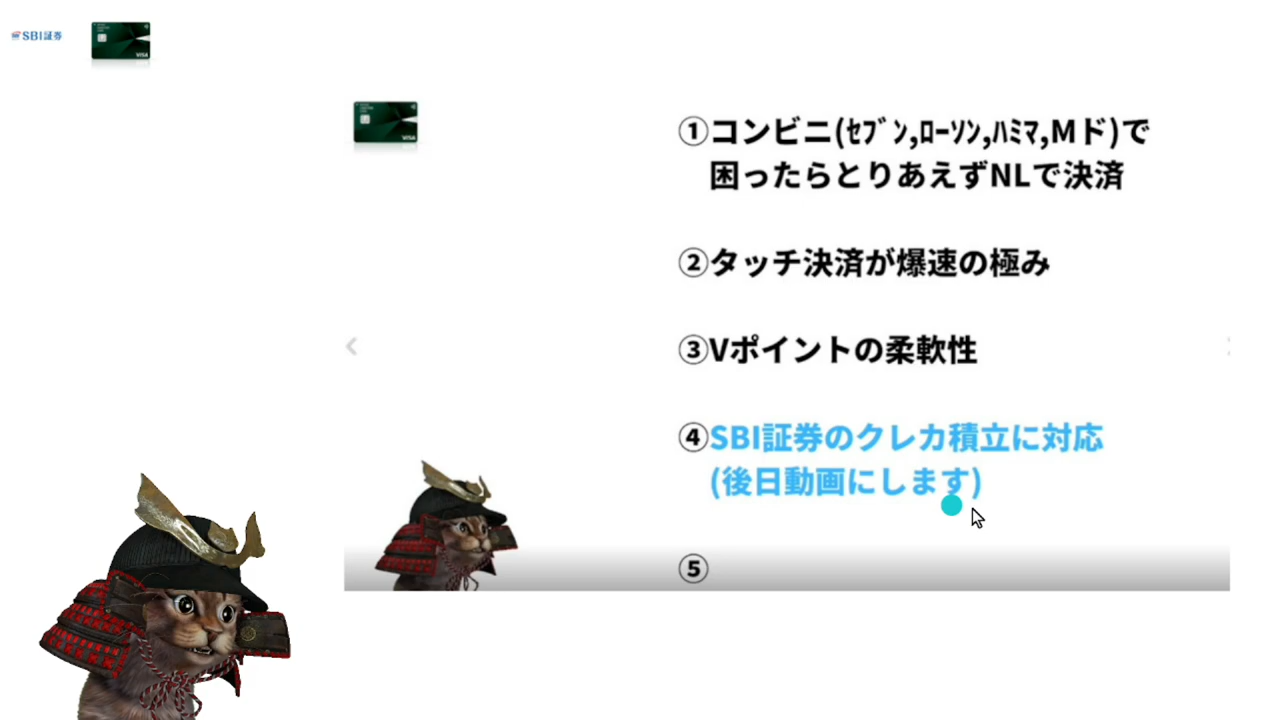 SBI証券
VISA
VISA
①コンビニ(ｾﾌﾞﾝ,ﾛｰｿﾝ,ﾊﾐﾏ,Mド)で
困ったらとりあえずNLで決済
②タッチ決済が爆速の極み
③Vポイントの柔軟性
④SBI証券のクレカ積立に対応
(後日動画にします)
⑤